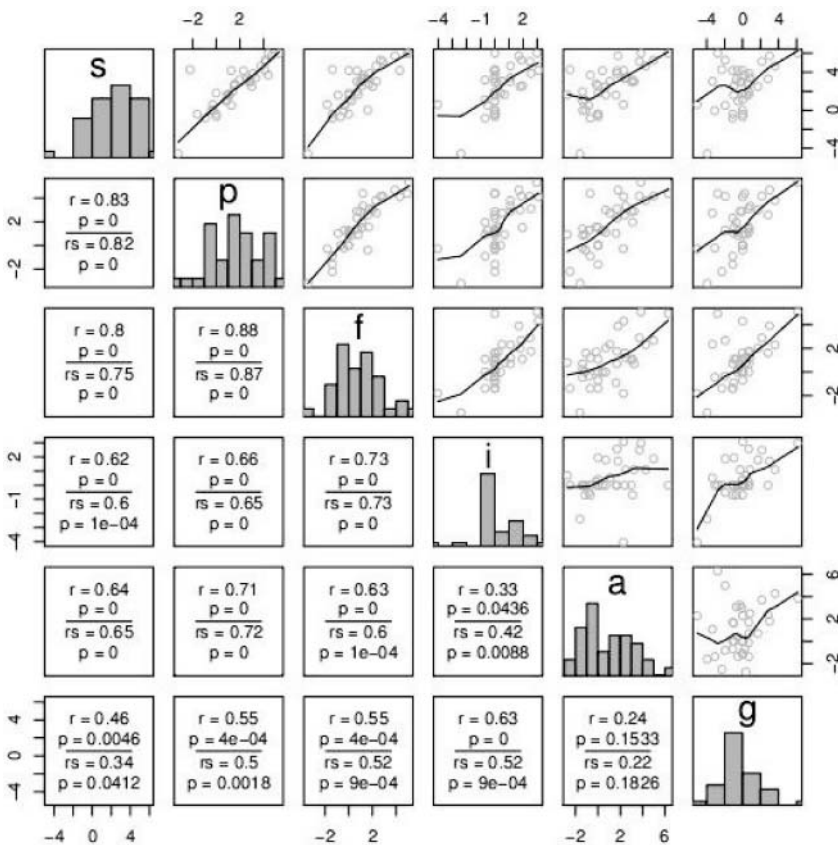 -2 2 -4 -1 2 -4 0 4
s
-4 0 4
-2 2
r = 0.83
p = 0
rs = 0.82
p = 0
p
r = 0.8
p = 0
rs = 0.75
p = 0
r = 0.88
p = 0
rs = 0.87
p = 0
f
-2 2
-4 -1 2
r = 0.62
p = 0
rs = 0.6
p = 1e-04
r = 0.66
p = 0
rs = 0.65
p = 0
r = 0.73
p = 0
rs = 0.73
p = 0
i
r = 0.64
p = 0
rs = 0.65
p = 0
r = 0.71
p = 0
rs = 0.72
p = 0
r = 0.63
p = 0
rs = 0.6
p = 1e-04
r = 0.33
p = 0.0436
rs = 0.42
p = 0.0088
a
-2 2 6
-4 0 4
r = 0.46
p = 0.0046
rs = 0.34
p = 0.0412
r = 0.55
p = 4e-04
rs = 0.5
p = 0.0018
r = 0.55
p = 4e-04
rs = 0.52
p = 9e-04
r = 0.63
p = 0
rs = 0.52
p = 9e-04
r = 0.24
p = 0.1533
rs = 0.22
p = 0.1826
g
-4 0 4 -2 2 -2 2 6